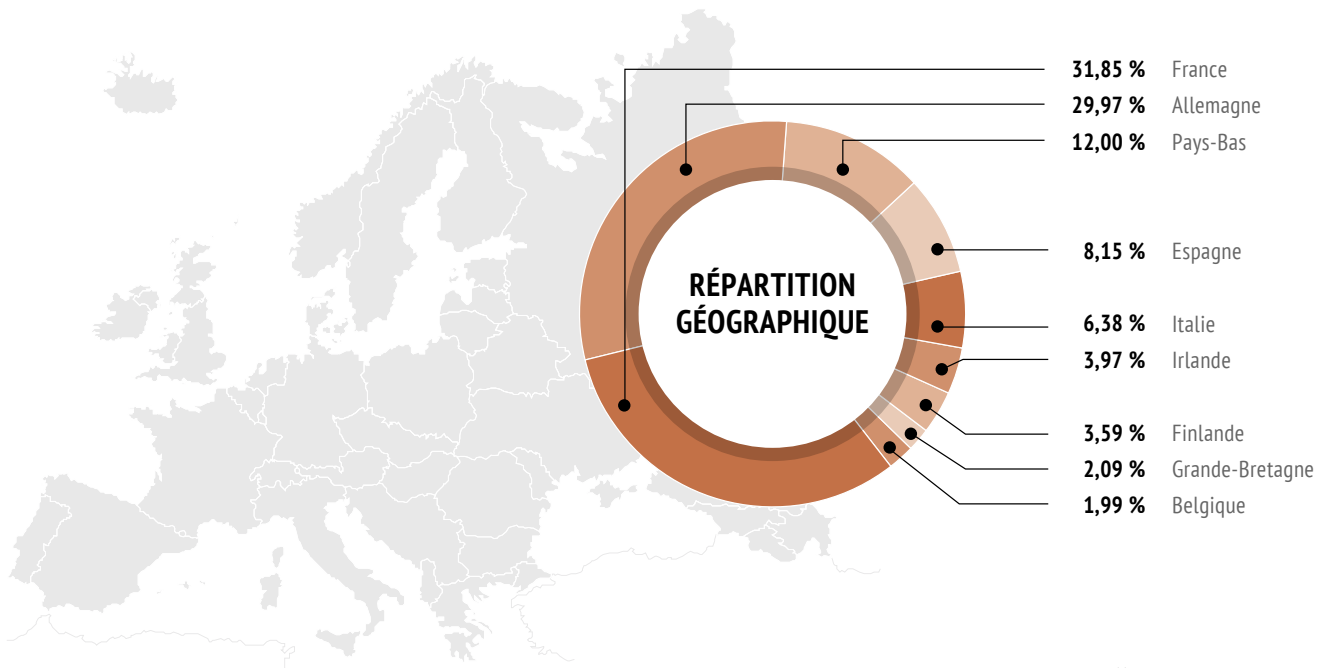 31,85 % France
29,97 % Allemagne
12,00 % Pays-Bas
8,15 % Espagne
RÉPARTITION
GÉOGRAPHIQUE
6,38 % Italie
3,97 % Irlande
3,59 % Finlande
2,09 % Grande-Bretagne
1,99 % Belgique